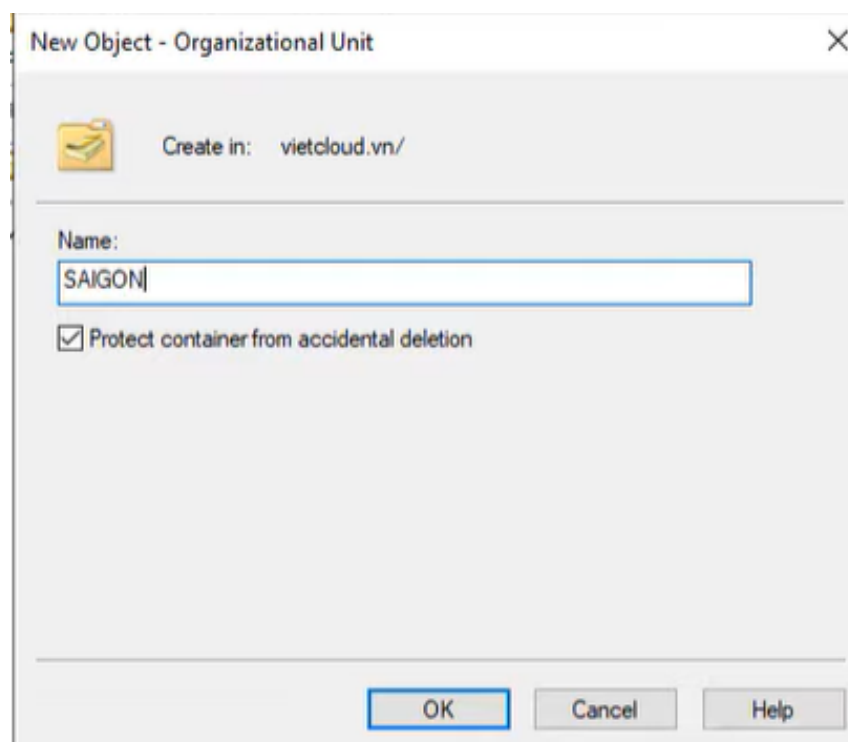 New Object - Organizational Unit
Create in: vietcloud.vn/
Name:
SAIGON
Protect container from accidental deletion
OK Cancel Help